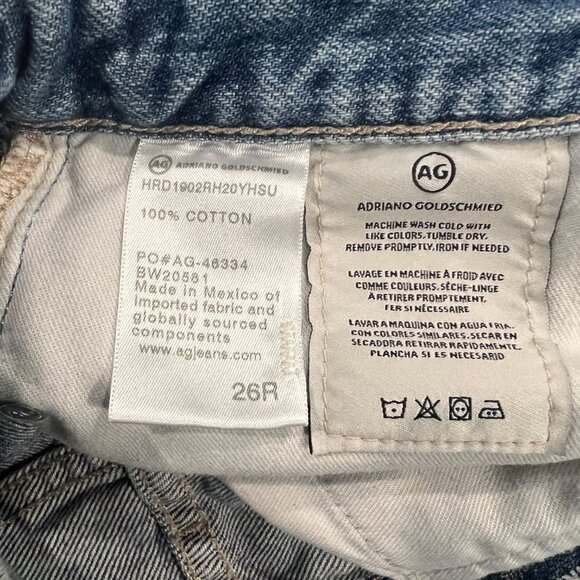 AG ADRIANO GOLDSCHMIED
HRD1902RH20YHSU
100% COTTON
PO#AG-46334
BW20581
Made in Mexico of
imported fabric and
globally sourced
components
www.agjeans.com
26R
AG
ADRIANO GOLDSCHMIED
MACHINE WASH COLD WITH
LIKE COLORS, TUMBLE DRY.
REMOVE PROMPTLY, IRON IF NEEDED
LAVAGE EN MACHINE À FROID AVEC
COMME COULEURS, SÈCHE-LINGE
À RETIRER PROMPTEMENT,
FER SI NÉCESSAIRE
LAVAR A MAQUINA CON AGUA FRIA.
CON COLORES SIMILARES, SECAR EN
SECADORA RETIRAR RAPIDAMENTE.
PLANCHA SI ES NECESARIO